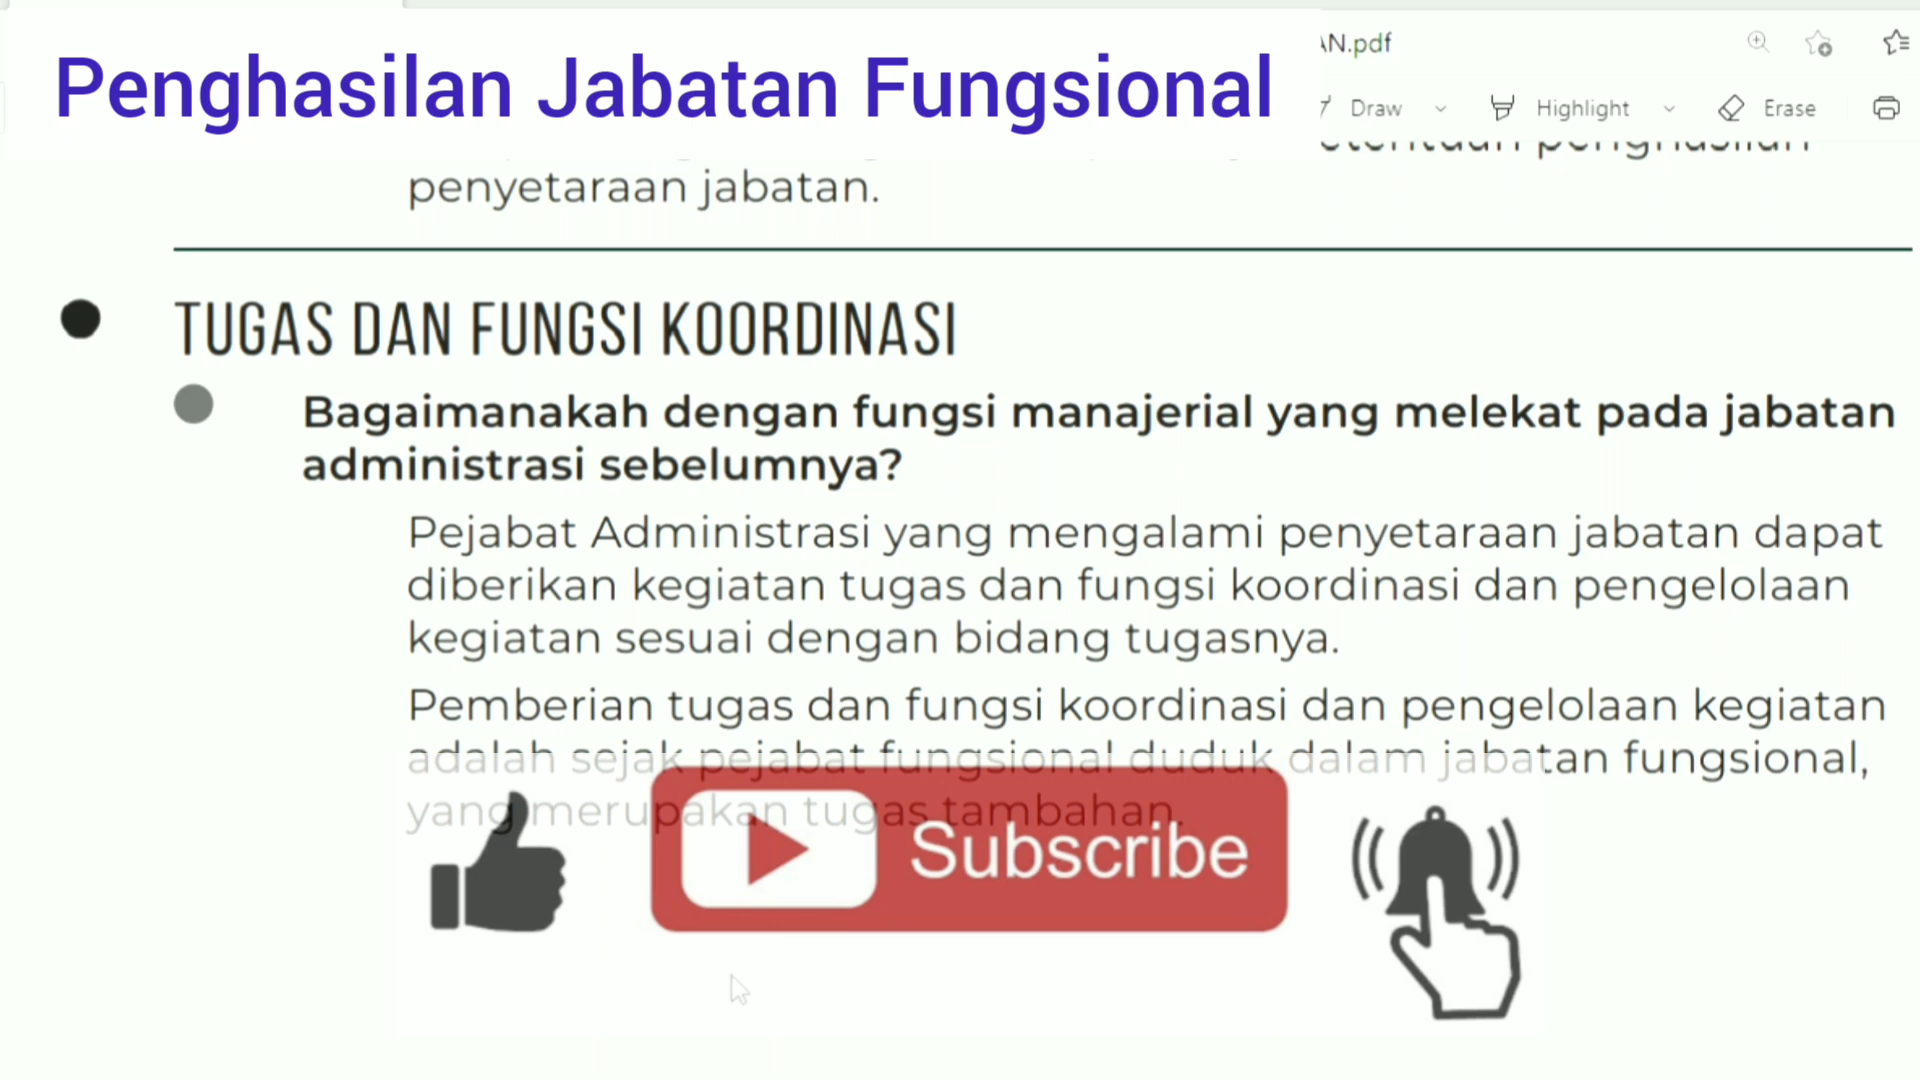 Penghasilan Jabatan Fungsional
AN.pdf
Draw
Highlight
Erase
penghasilan
penyetaraan jabatan.
TUGAS DAN FUNGSI KOORDINASI
Bagaimanakah dengan fungsi manajerial yang melekat pada jabatan
administrasi sebelumnya?
Pejabat Administrasi yang mengalami penyetaraan jabatan dapat
diberikan kegiatan tugas dan fungsi koordinasi dan pengelolaan
kegiatan sesuai dengan bidang tugasnya.
Pemberian tugas dan fungsi koordinasi dan pengelolaan kegiatan
adalah sejak pejabat fungsional duduk dalam jabatan fungsional,
yang merupakan tugas tambahan.
Subscribe